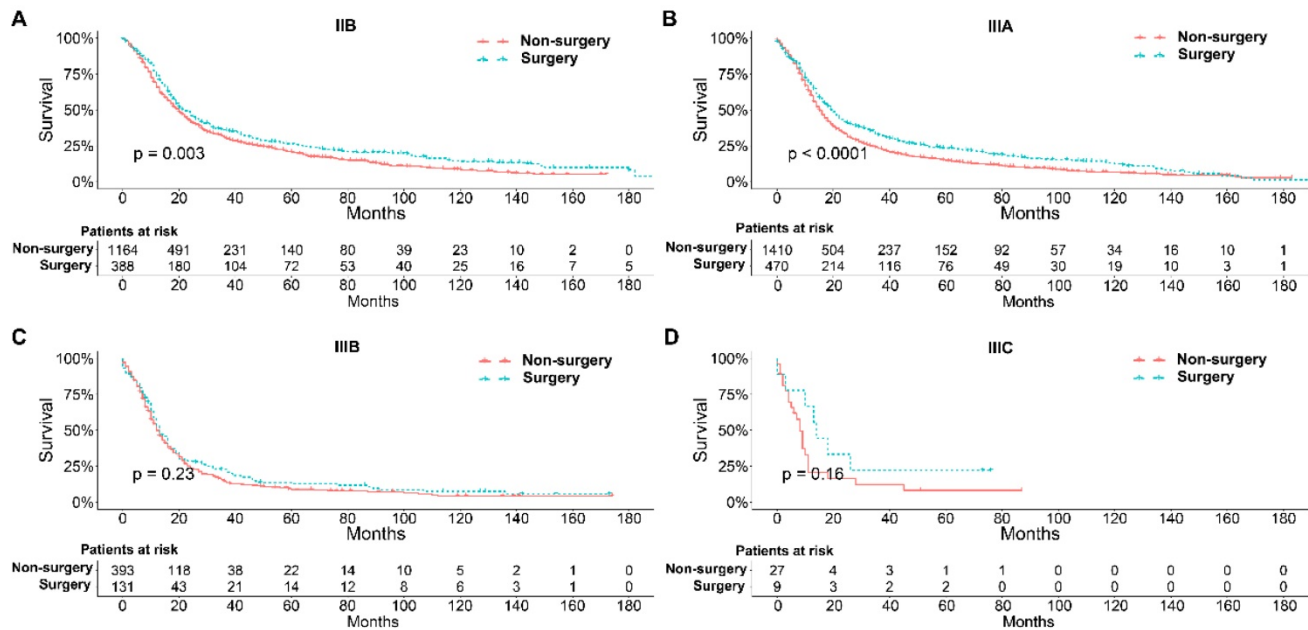 A
IIB
100%
75%
50%
25%
0%
Survival
Non-surgery
Surgery
p = 0.003
0 20 40 60 80 100 120 140 160 180
Months
Patients at risk
Non-surgery 1164 491 231 140 80 39 23 10 2 0
Surgery 388 180 104 72 53 40 25 16 7 5
0 20 40 60 80 100 120 140 160 180
Months
B
IIIA
100%
75%
50%
25%
0%
Survival
Non-surgery
Surgery
p < 0.0001
0 20 40 60 80 100 120 140 160 180
Months
Patients at risk
Non-surgery 1410 504 237 152 92 57 34 16 10 1
Surgery 470 214 116 76 49 30 19 10 3 1
0 20 40 60 80 100 120 140 160 180
Months
C
IIIB
100%
75%
50%
25%
0%
Survival
Non-surgery
Surgery
p = 0.23
0 20 40 60 80 100 120 140 160 180
Months
Patients at risk
Non-surgery 393 118 38 22 14 10 5 2 1 0
Surgery 131 43 21 14 12 8 6 3 1 0
0 20 40 60 80 100 120 140 160 180
Months
D
IIIC
100%
75%
50%
25%
0%
Survival
Non-surgery
Surgery
p = 0.16
0 20 40 60 80 100 120 140 160 180
Months
Patients at risk
Non-surgery 27 4 3 1 1 0 0 0 0 0
Surgery 9 3 2 2 0 0 0 0 0 0
0 20 40 60 80 100 120 140 160 180
Months